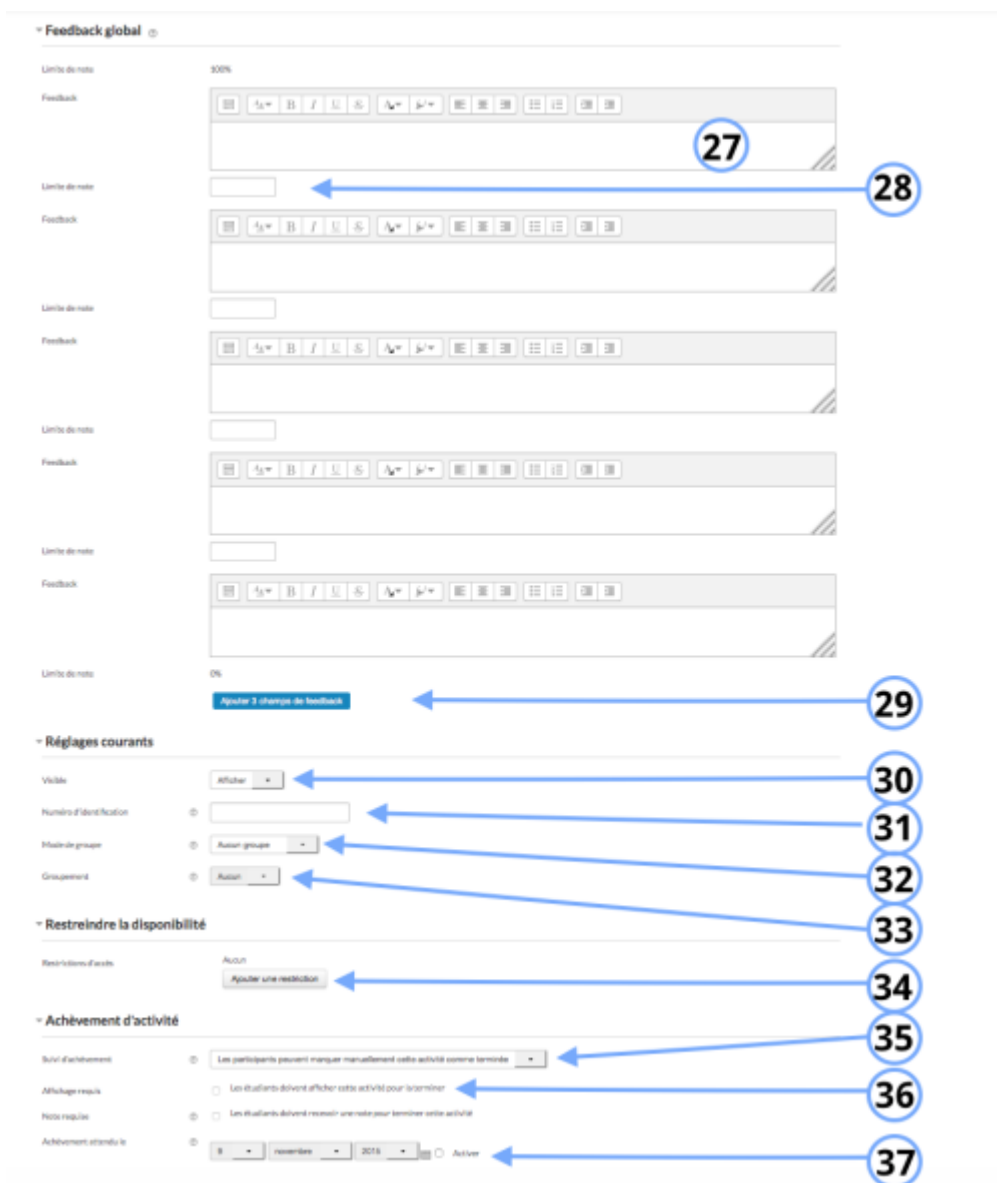 Feedback global
Limite de note 100%
Feedback
27
Limite de note
28
Feedback
Limite de note
Feedback
Limite de note
Feedback
Limite de note
Feedback
Limite de note 0%
Ajouter 3 champs de feedback
29
Réglages courants
Visible Afficher
30
Numéro d'identification
31
Mode de groupe Aucun groupe
32
Groupement Aucun
33
Restreindre la disponibilité
Restrictions d'accès Aucun
Ajouter une restriction
34
Achèvement d'activité
35
Suivi d'achèvement Les participants peuvent marquer manuellement cette activité comme terminée
Affichage requis Les étudiants doivent afficher cette activité pour la terminer
36
Note requise Les étudiants doivent recevoir une note pour terminer cette activité
Achèvement attendu le 9 novembre 2016 Activer
37